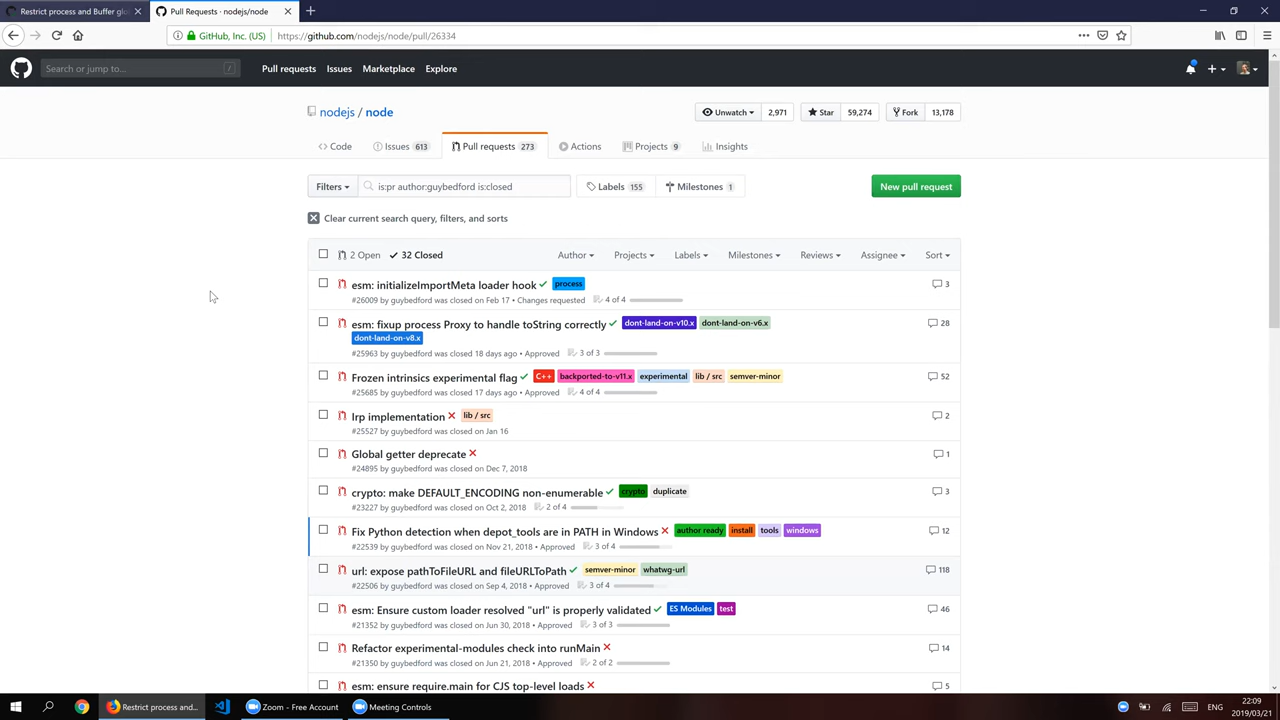 Restrict process and Buffer glo
Pull Requests · nodejs/node
GitHub, Inc. (US)
https://github.com/nodejs/node/pull/26334
Search or jump to...
/
Pull requests
Issues
Marketplace
Explore
nodejs / node
Unwatch
2,971
Star
59,274
Fork
13,178
Code
Issues 613
Pull requests 273
Actions
Projects 9
Insights
Filters
is:pr author:guybedford is:closed
Labels 155
Milestones 1
New pull request
Clear current search query, filters, and sorts
2 Open
32 Closed
Author
Projects
Labels
Milestones
Reviews
Assignee
Sort
esm: initializeImportMeta loader hook process 3
#26009 by guybedford was closed on Feb 17 • Changes requested 4 of 4
esm: fixup process Proxy to handle toString correctly dont-land-on-v10.x dont-land-on-v6.x 28
dont-land-on-v8.x
#25963 by guybedford was closed 18 days ago • Approved 3 of 3
Frozen intrinsics experimental flag C++ backported-to-v11.x experimental lib / src semver-minor 52
#25685 by guybedford was closed 17 days ago • Approved 4 of 4
Irp implementation lib / src 2
#25527 by guybedford was closed on Jan 16
Global getter deprecate 1
#24895 by guybedford was closed on Dec 7, 2018
crypto: make DEFAULT_ENCODING non-enumerable crypto duplicate 3
#23227 by guybedford was closed on Oct 2, 2018 2 of 4
Fix Python detection when depot_tools are in PATH in Windows author ready install tools windows 12
#22539 by guybedford was closed on Nov 21, 2018 • Approved 3 of 4
url: expose pathToFileURL and fileURLToPath semver-minor whatwg-url 118
#22506 by guybedford was closed on Sep 4, 2018 • Approved 3 of 4
esm: Ensure custom loader resolved "url" is properly validated ES Modules test 46
#21352 by guybedford was closed on Jun 30, 2018 • Approved 3 of 3
Refactor experimental-modules check into runMain 14
#21350 by guybedford was closed on Jun 21, 2018 • Approved 2 of 2
esm: ensure require.main for CJS top-level loads 5
Restrict process and...
Zoom - Free Account
Meeting Controls
ENG
22:09
2019/03/21